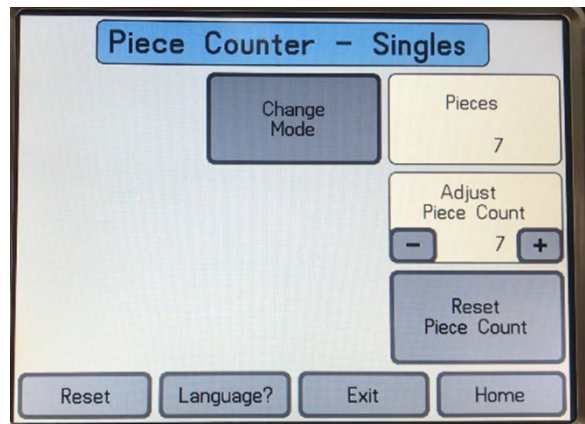 Piece Counter - Singles
Change
Mode
Pieces
7
Adjust
Piece Count
- 7 +
Reset
Piece Count
Reset
Language?
Exit
Home